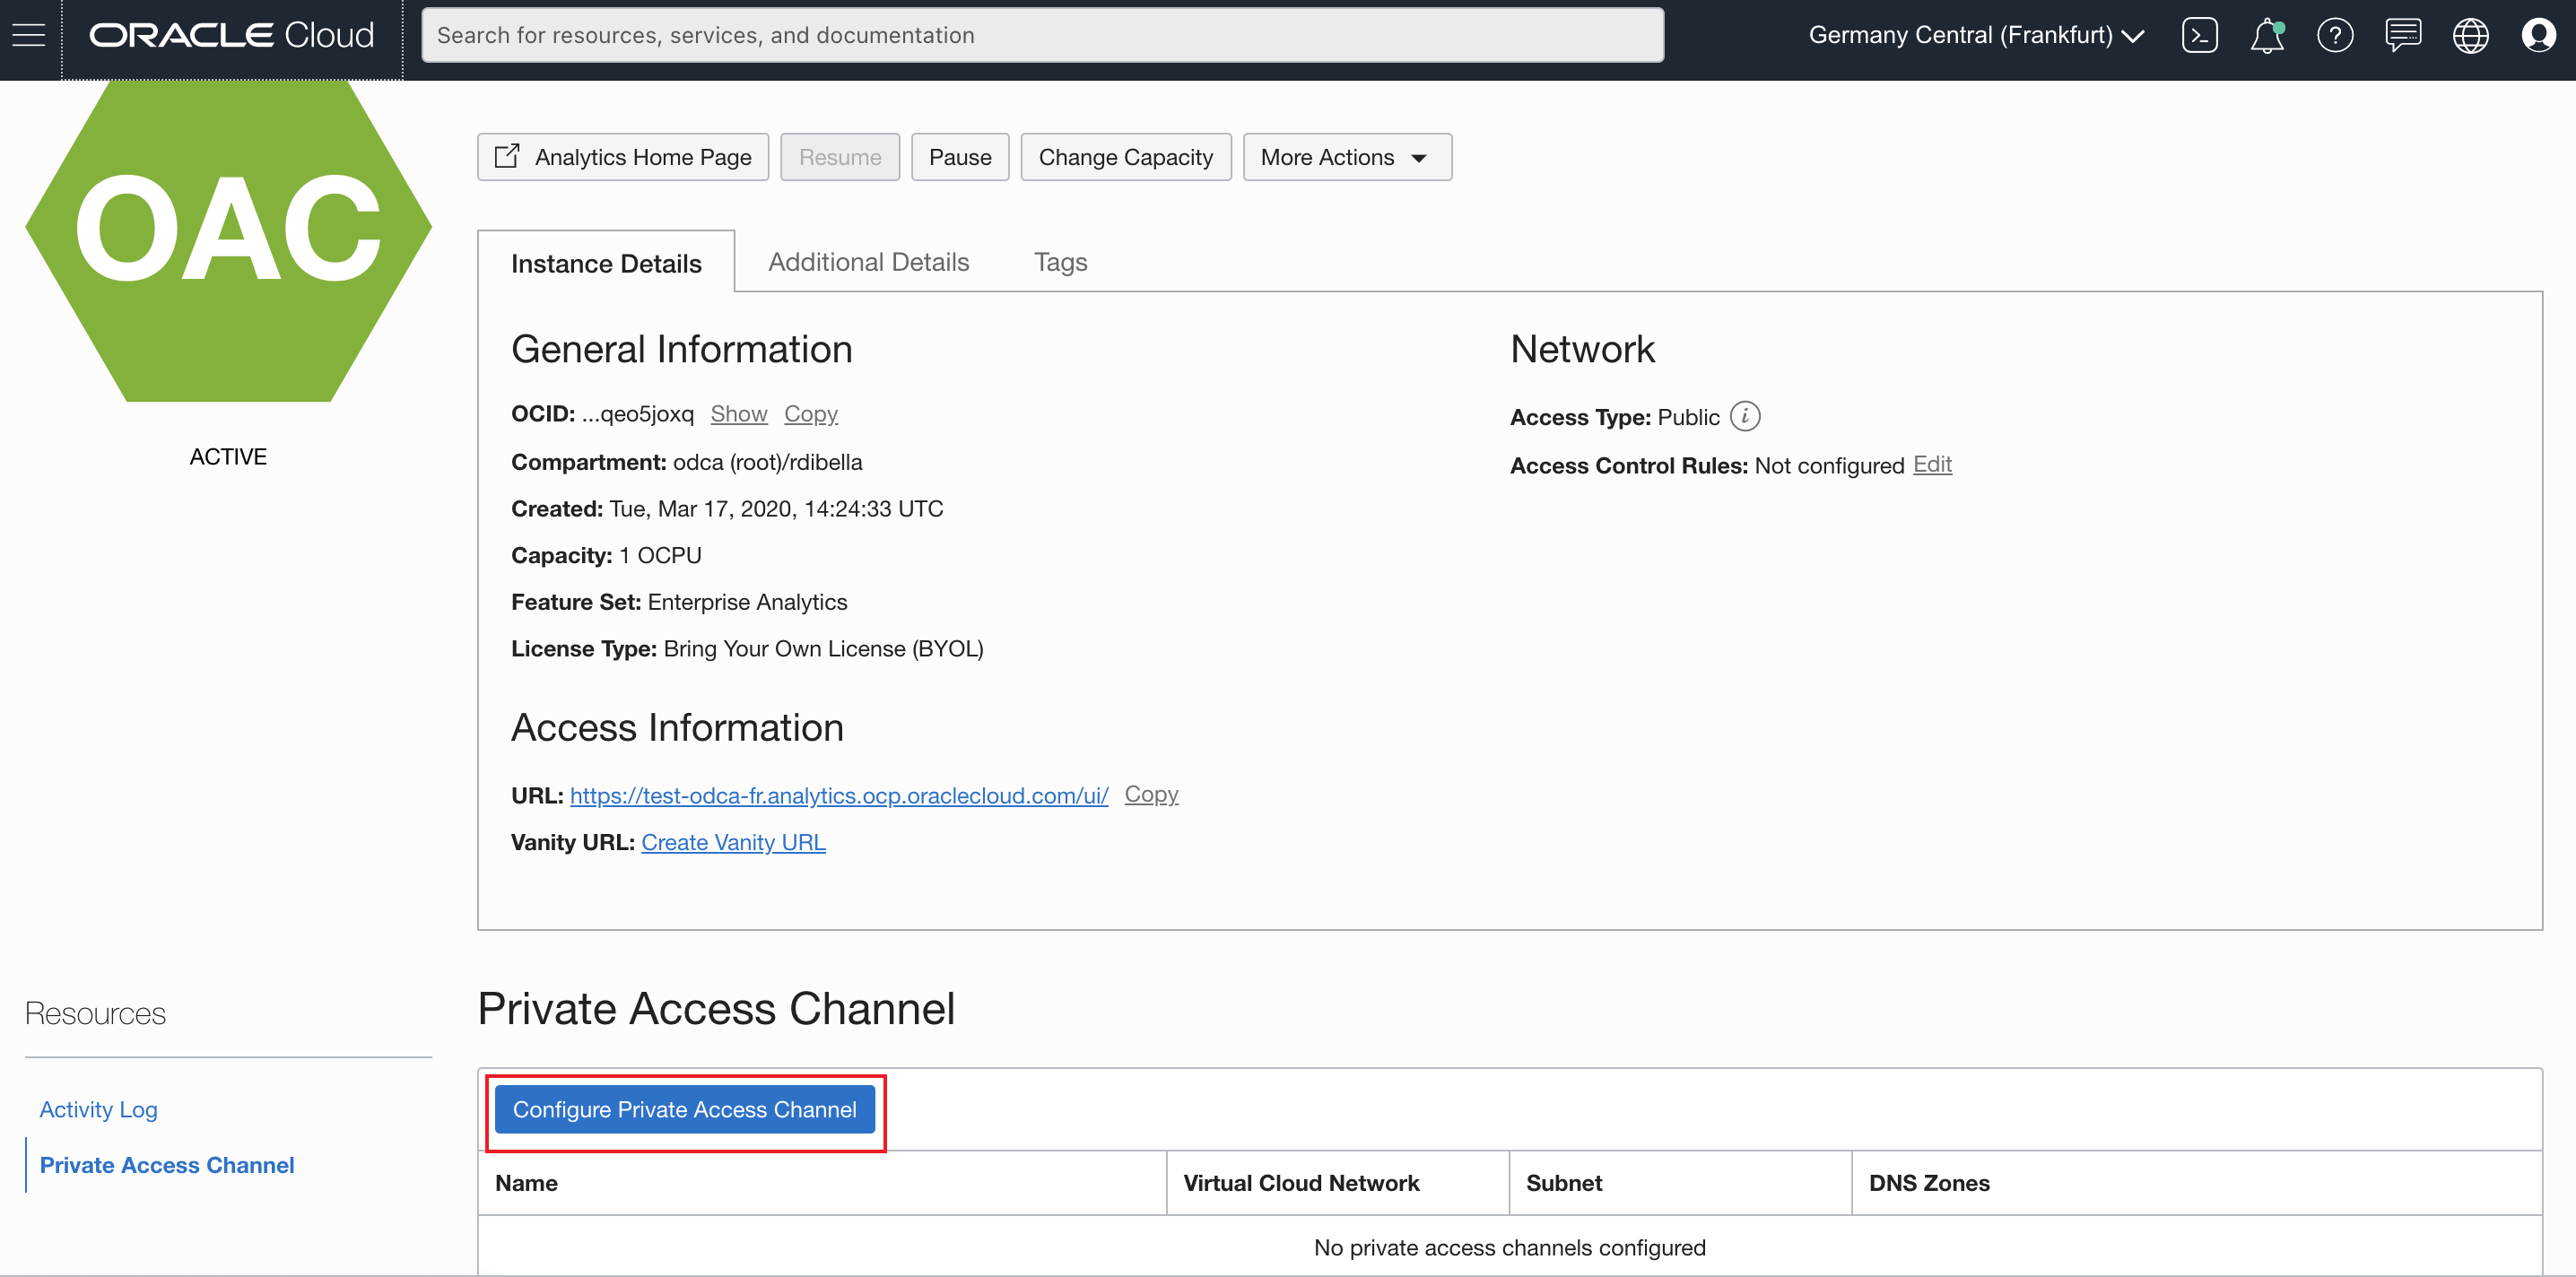 ORACLE Cloud
Search for resources, services, and documentation
Germany Central (Frankfurt)
OAC
ACTIVE
Analytics Home Page
Resume
Pause
Change Capacity
More Actions
Instance Details
Additional Details
Tags
General Information
OCID: ...qeo5joxq Show Copy
Compartment: odca (root)/rdibella
Created: Tue, Mar 17, 2020, 14:24:33 UTC
Capacity: 1 OCPU
Feature Set: Enterprise Analytics
License Type: Bring Your Own License (BYOL)
Network
Access Type: Public
Access Control Rules: Not configured Edit
Access Information
URL: https://test-odca-fr.analytics.ocp.oraclecloud.com/ui/ Copy
Vanity URL: Create Vanity URL
Resources
Activity Log
Private Access Channel
Private Access Channel
Configure Private Access Channel
Name
Virtual Cloud Network
Subnet
DNS Zones
No private access channels configured